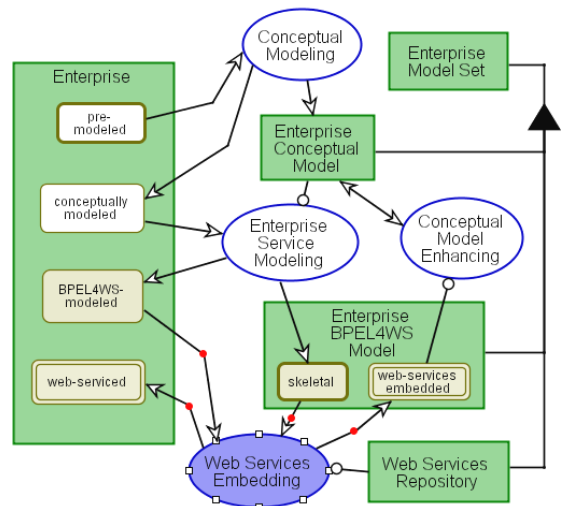 Conceptual
Modeling
Enterprise
Model Set
Enterprise
pre-
modeled
Enterprise
Conceptual
Model
conceptually
modeled
Enterprise
Service
Modeling
Conceptual
Model
Enhancing
BPEL4WS-
modeled
Enterprise
BPEL4WS
Model
web-serviced
skeletal
web-services
embedded
Web Services
Embedding
Web Services
Repository